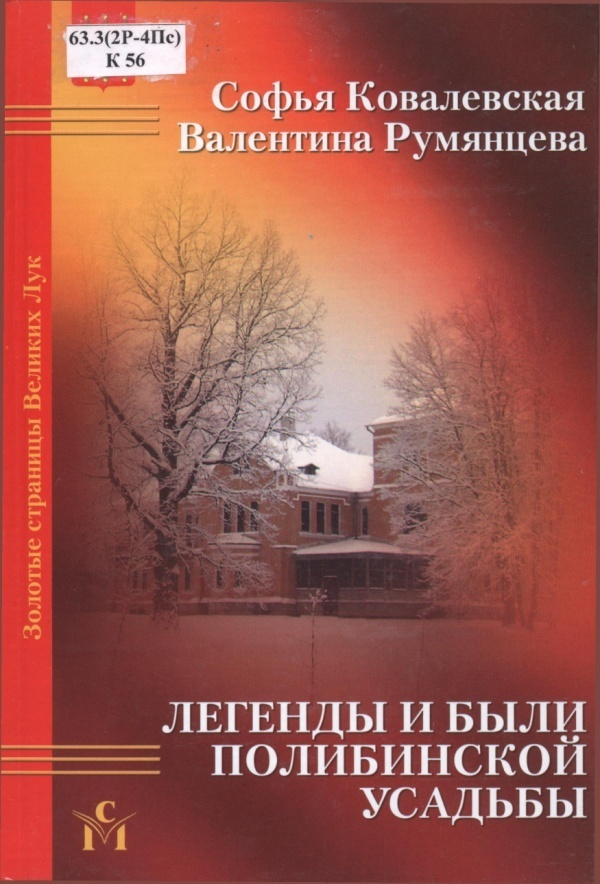 63.3(2Р-4Пс)
К 56
Софья Ковалевская
Валентина Румянцева
Золотые страницы Великих Лук
ЛЕГЕНДЫ И БЫЛИ
ПОЛИБИНСКОЙ
УСАДЬБЫ
С
М